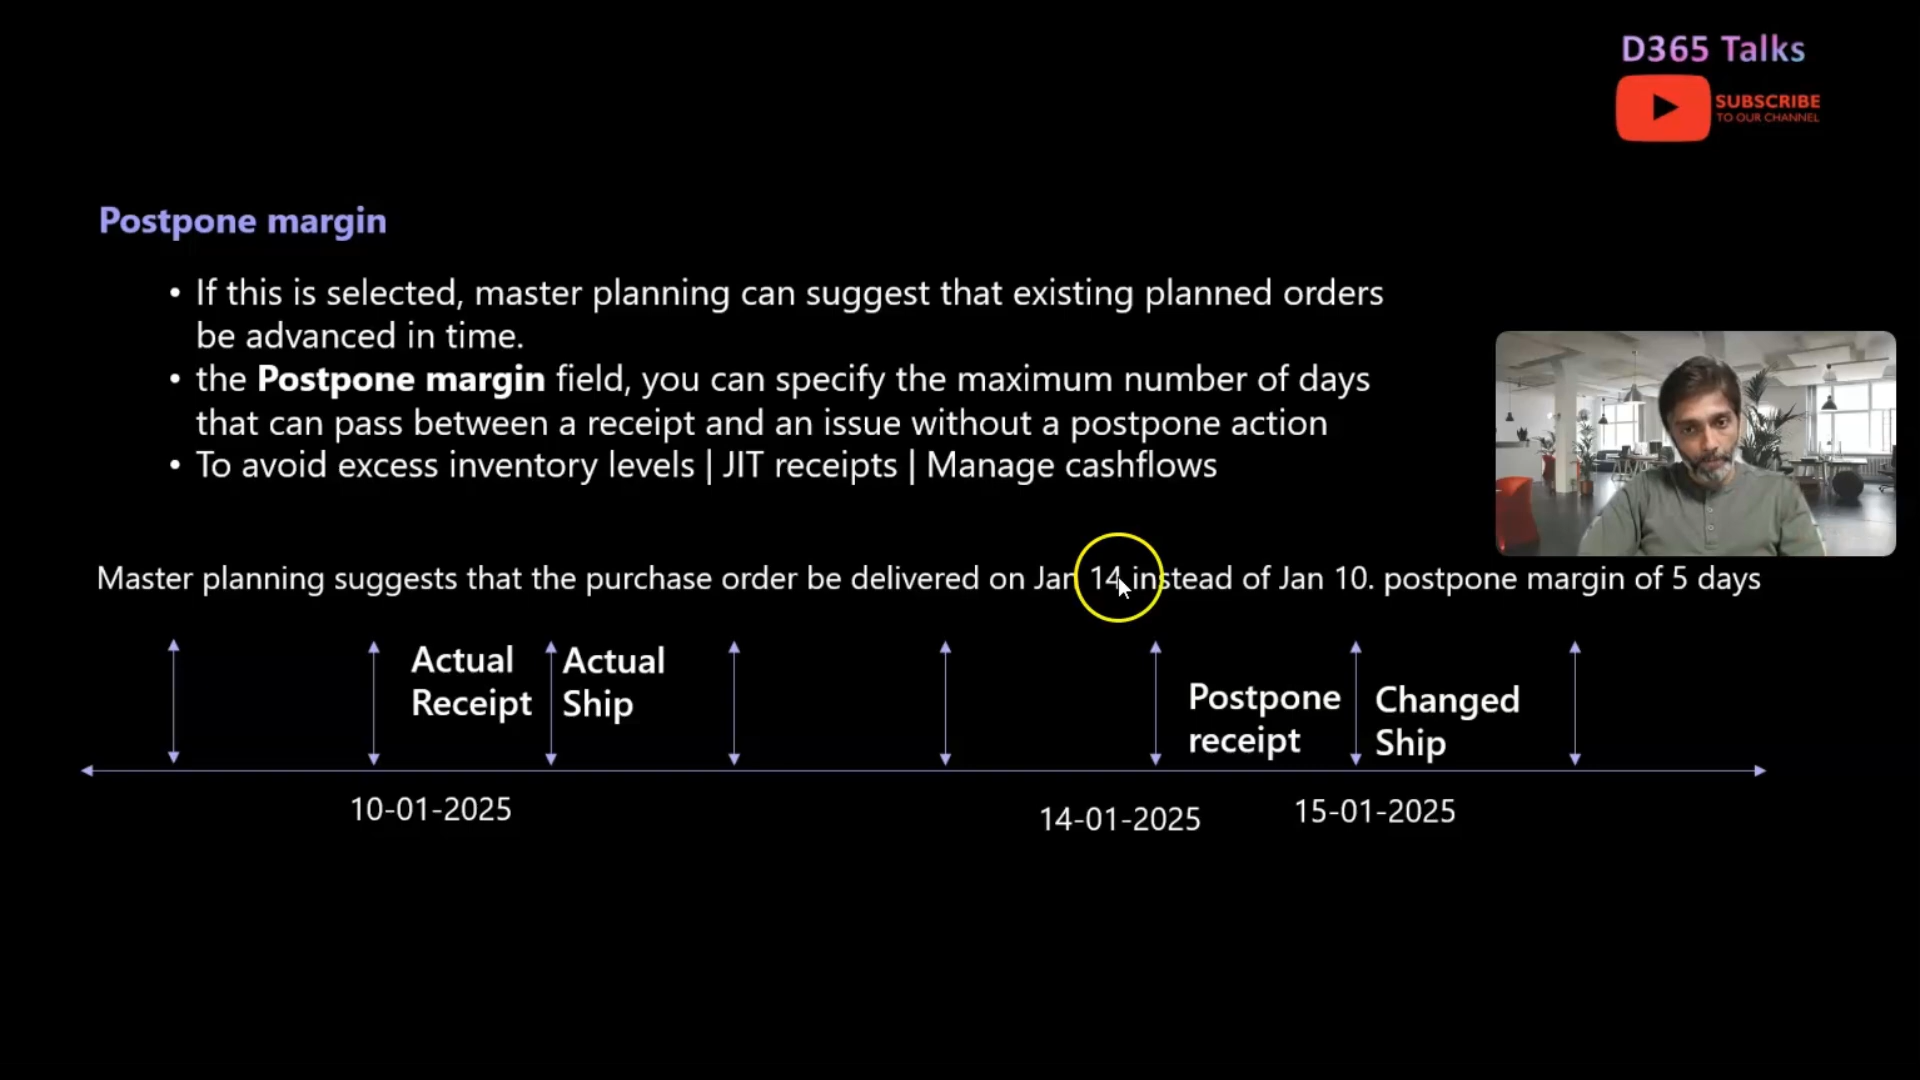 D365 Talks
SUBSCRIBE
TO OUR CHANNEL
Postpone margin
• If this is selected, master planning can suggest that existing planned orders
be advanced in time.
• the Postpone margin field, you can specify the maximum number of days
that can pass between a receipt and an issue without a postpone action
• To avoid excess inventory levels | JIT receipts | Manage cashflows
Master planning suggests that the purchase order be delivered on Jan 14 instead of Jan 10. postpone margin of 5 days
Actual
Receipt
Actual
Ship
Postpone
receipt
Changed
Ship
10-01-2025
14-01-2025
15-01-2025